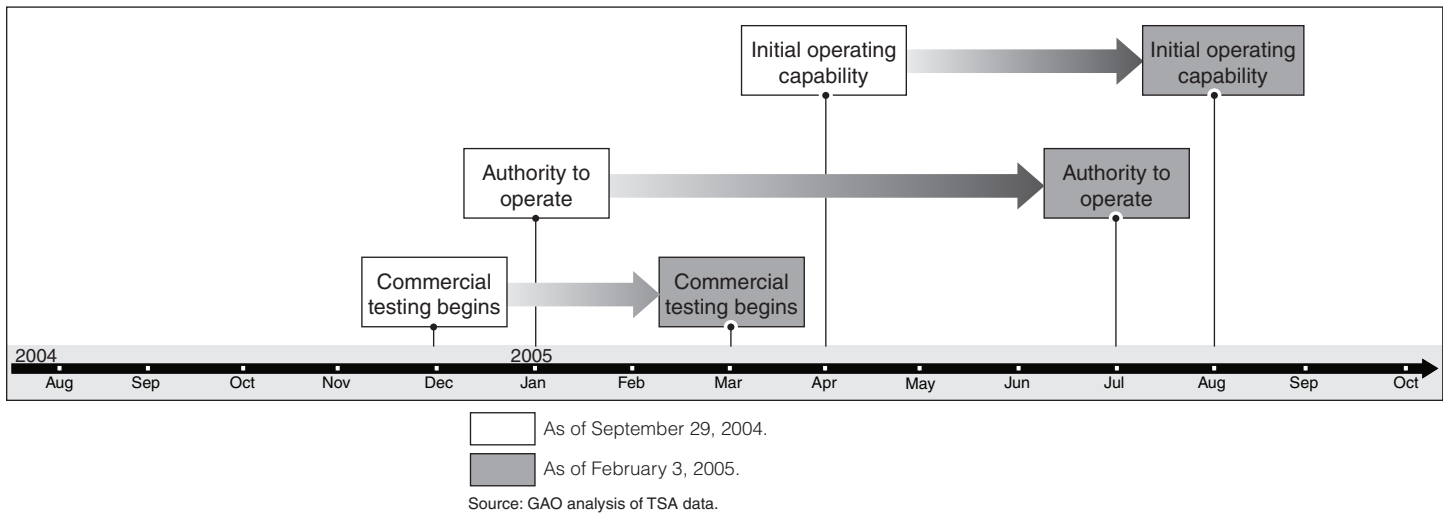 Initial operating
capability
Initial operating
capability
Authority to
operate
Authority to
operate
Commercial
testing begins
Commercial
testing begins
2004 2005
Aug Sep Oct Nov Dec Jan Feb Mar Apr May Jun Jul Aug Sep Oct
As of September 29, 2004.
As of February 3, 2005.
Source: GAO analysis of TSA data.